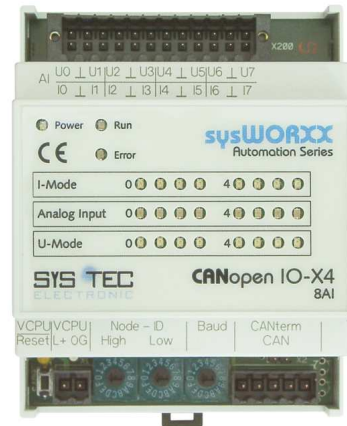 X200
AI U0 ⊥ U1 U2 ⊥ U3 U4 ⊥ U5 U6 ⊥ U7
I0 ⊥ I1 I2 ⊥ I3 I4 ⊥ I5 I6 ⊥ I7
Power Run
sysWORXX
CE Error
Automation Series
I-Mode 0 4
Analog Input 0 4
U-Mode 0 4
SYS TEC
ELECTRONIC
CANopen IO-X4
8AI
VCPU VCPU Node - ID Baud CANterm
Reset L+ 0G High Low CAN